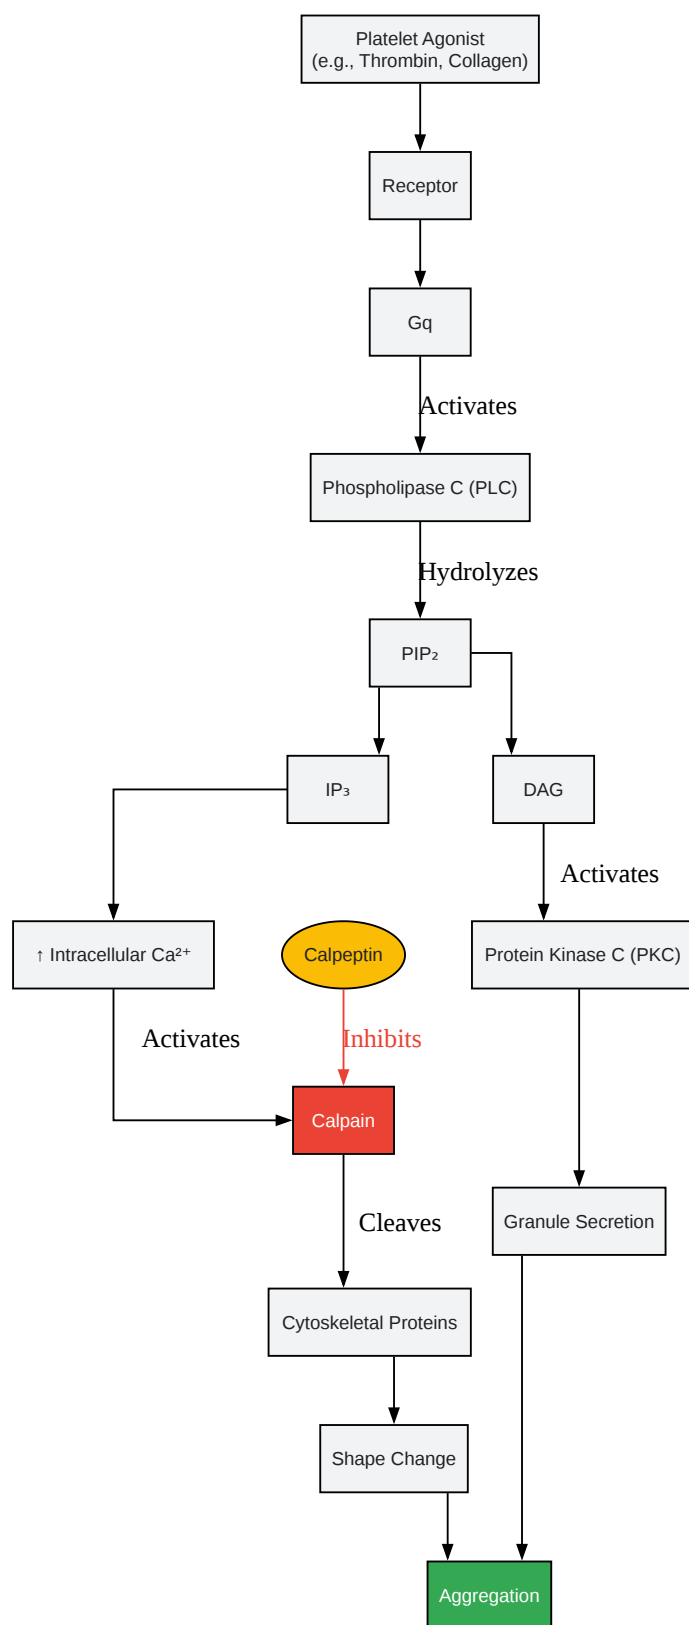 Platelet Agonist
(e.g., Thrombin, Collagen)
Receptor
Gq
Activates
Phospholipase C (PLC)
Hydrolyzes
PIP₂
IP₃
DAG
Activates
↑ Intracellular Ca²⁺
Calpeptin
Protein Kinase C (PKC)
Activates
Inhibits
Calpain
Granule Secretion
Cleaves
Cytoskeletal Proteins
Shape Change
Aggregation